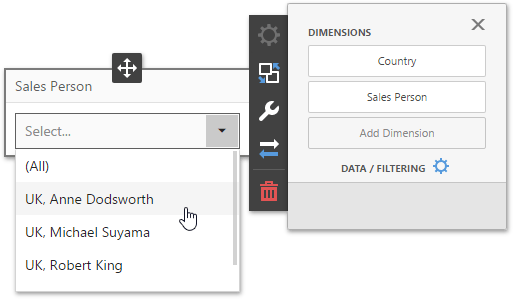 Sales Person
Select...
(All)
UK, Anne Dodsworth
UK, Michael Suyama
UK, Robert King
DIMENSIONS
Country
Sales Person
Add Dimension
DATA / FILTERING